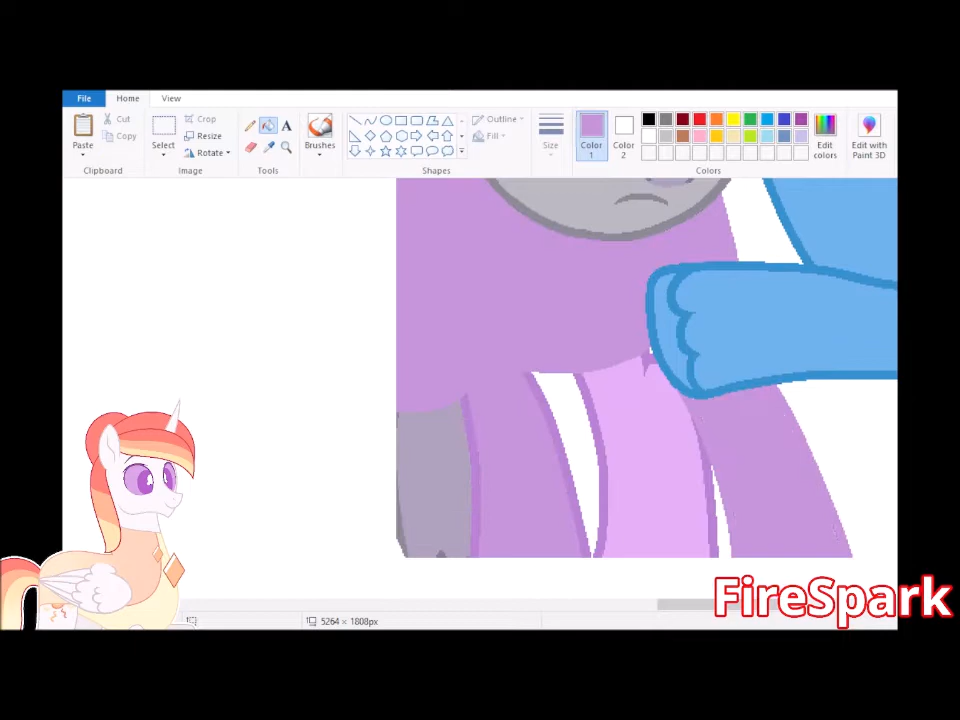 File Home View
Paste
Cut
Copy
Clipboard
Select
Crop
Resize
Rotate
Image
A
Tools
Brushes
Outline
Fill
Shapes
Size
Color 1
Color 2
Edit colors
Colors
Edit with Paint 3D
FireSpark
5264 × 1808px